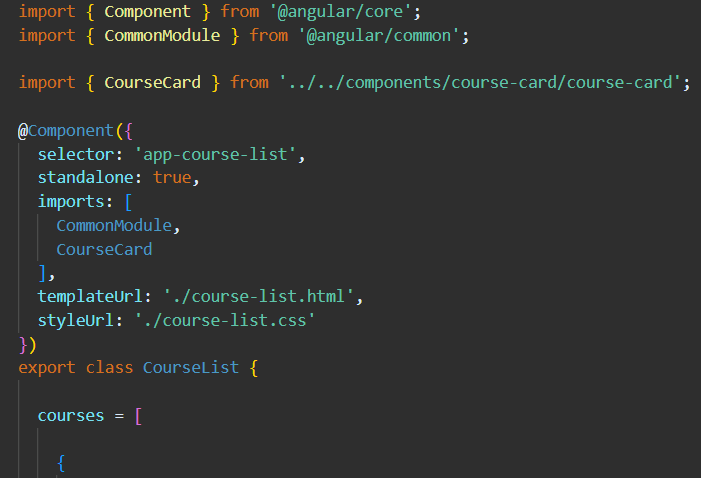 import { Component } from '@angular/core';
import { CommonModule } from '@angular/common';
import { CourseCard } from '../../components/course-card/course-card';
@Component({
selector: 'app-course-list',
standalone: true,
imports: [
CommonModule,
CourseCard
],
templateUrl: './course-list.html',
styleUrl: './course-list.css'
})
export class CourseList {
courses = [
{